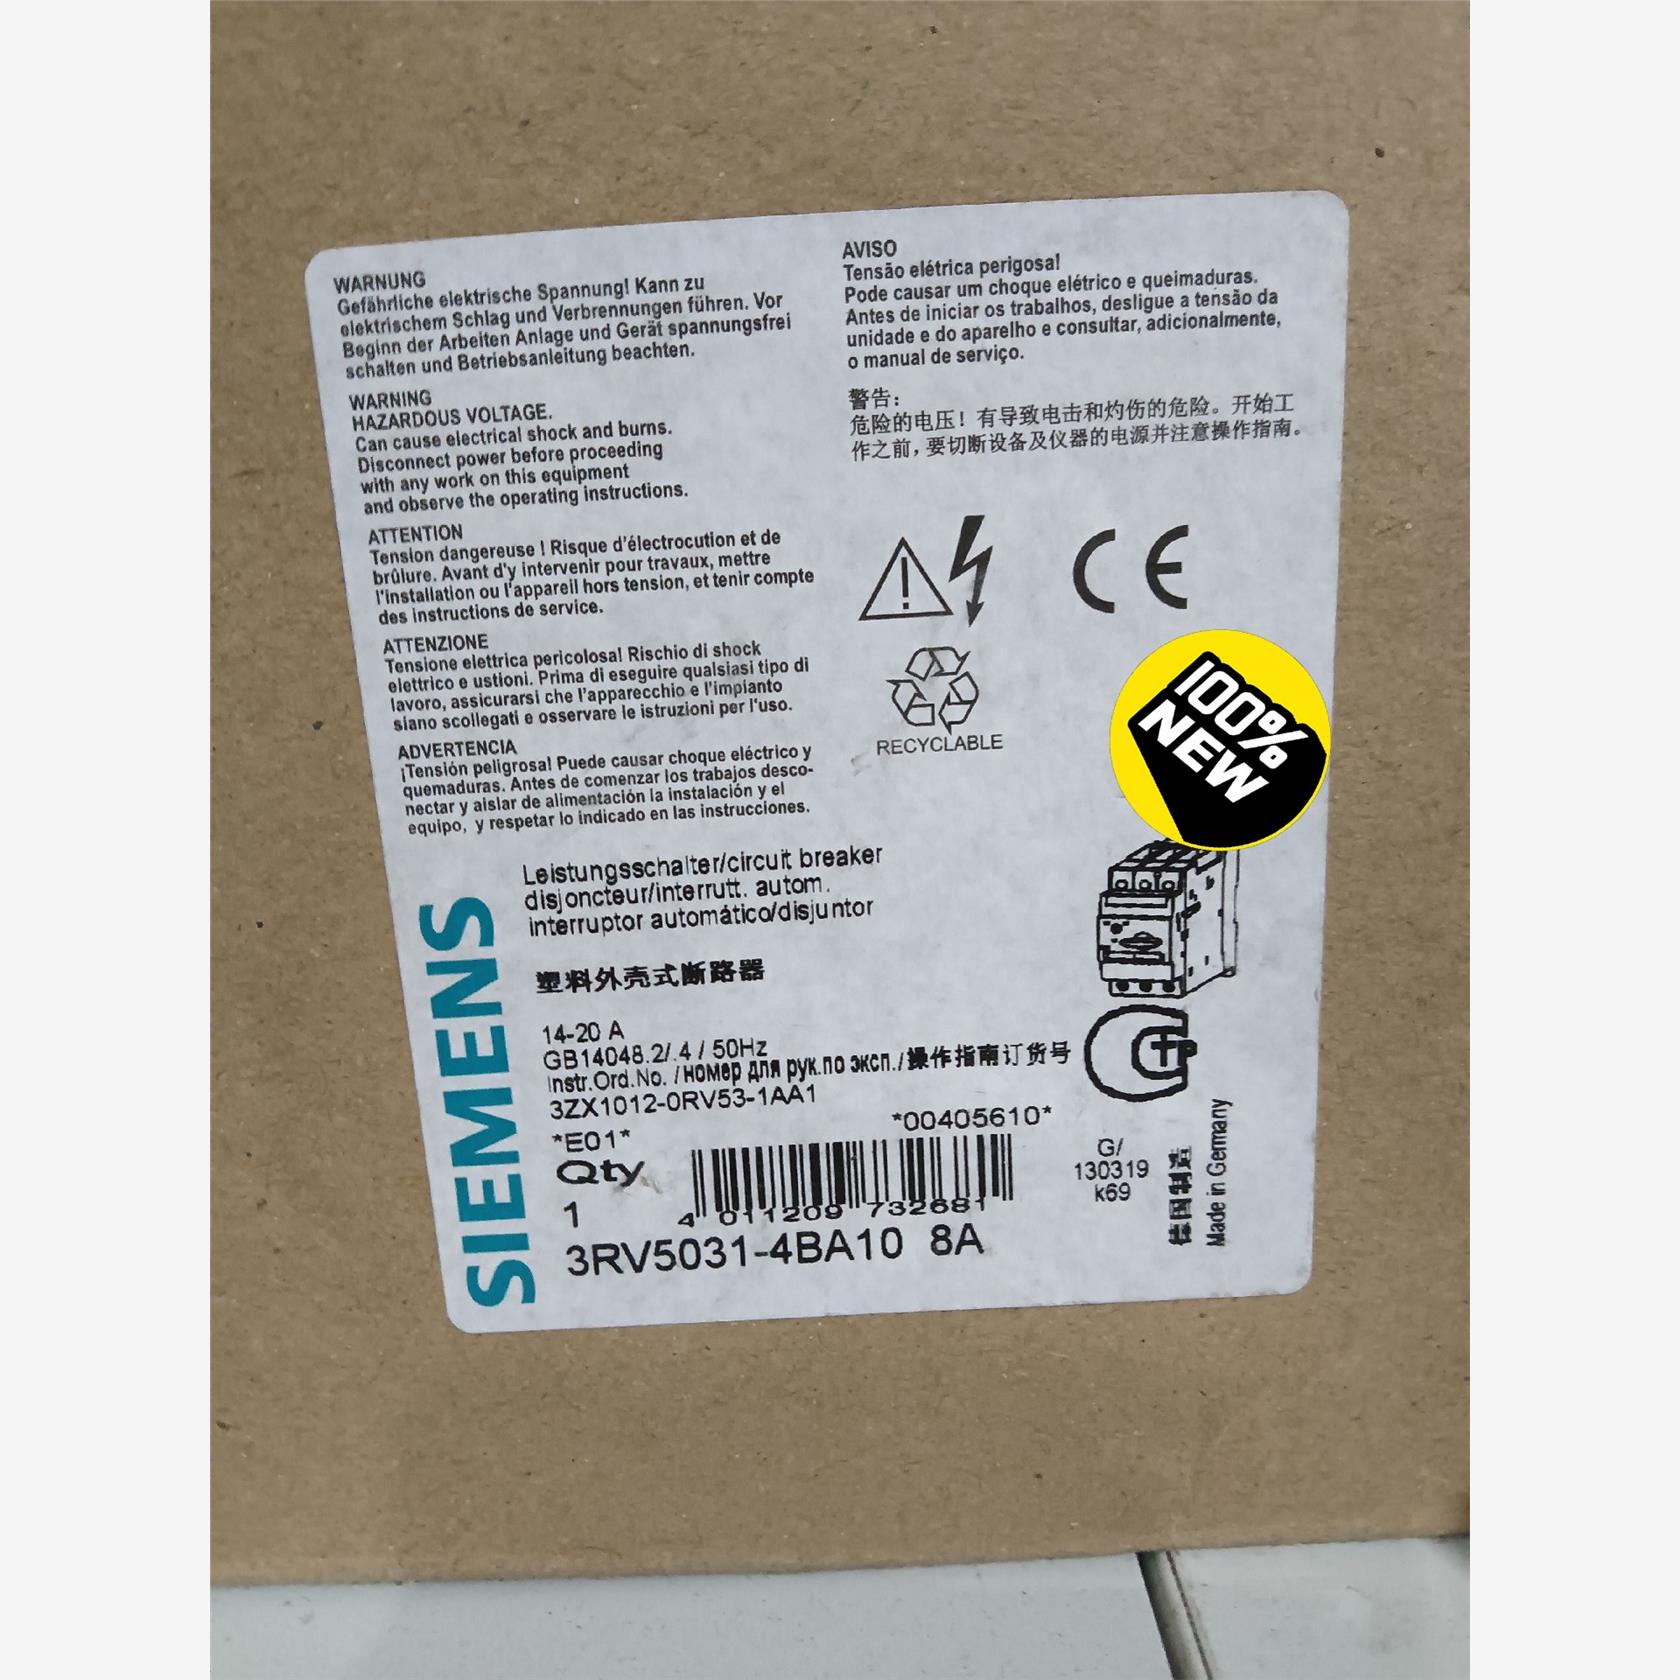 WARNUNG
Gefährliche elektrische Spannung! Kann zu
elektrischem Schlag und Verbrennungen führen. Vor
Beginn der Arbeiten Anlage und Gerät spannungsfrei
schalten und Betriebsanleitung beachten.
WARNING
HAZARDOUS VOLTAGE.
Can cause electrical shock and burns.
Disconnect power before proceeding
with any work on this equipment
and observe the operating instructions.
ATTENTION
Tension dangereuse ! Risque d'électrocution et de
brûlure. Avant d'y intervenir pour travaux, mettre
l'installation ou l'appareil hors tension, et tenir compte
des instructions de service.
ATTENZIONE
Tensione elettrica pericolosa! Rischio di shock
elettrico e ustioni. Prima di eseguire qualsiasi tipo di
lavoro, assicurarsi che l'apparecchio e l'impianto
siano scollegati e osservare le istruzioni per l'uso.
ADVERTENCIA
¡Tensión peligrosa! Puede causar choque eléctrico y
quemaduras. Antes de comenzar los trabajos desco-
nectar y aislar de alimentación la instalación y el
equipo, y respetar lo indicado en las instrucciones.
AVISO
Tensão elétrica perigosa!
Pode causar um choque elétrico e queimaduras.
Antes de iniciar os trabalhos, desligue a tensão da
unidade e do aparelho e consultar, adicionalmente,
o manual de serviço.
警告：
危险的电压！有导致电击和灼伤的危险。开始工
作之前，要切断设备及仪器的电源并注意操作指南。
CE
RECYCLABLE
100%
NEW
SIEMENS
Leistungsschalter/circuit breaker
disjoncteur/interrutt. autom.
interruptor automático/disjuntor
塑料外壳式断路器
14-20 A
GB14048.2/.4 / 50Hz
Instr.Ord.No. /номер для рук.по эксп./操作指南订货号
3ZX1012-0RV53-1AA1
*E01*
*00405610*
Qty
1
4 011209 732681
3RV5031-4BA10 8A
G/
130319
k69
德国制造
Made in Germany